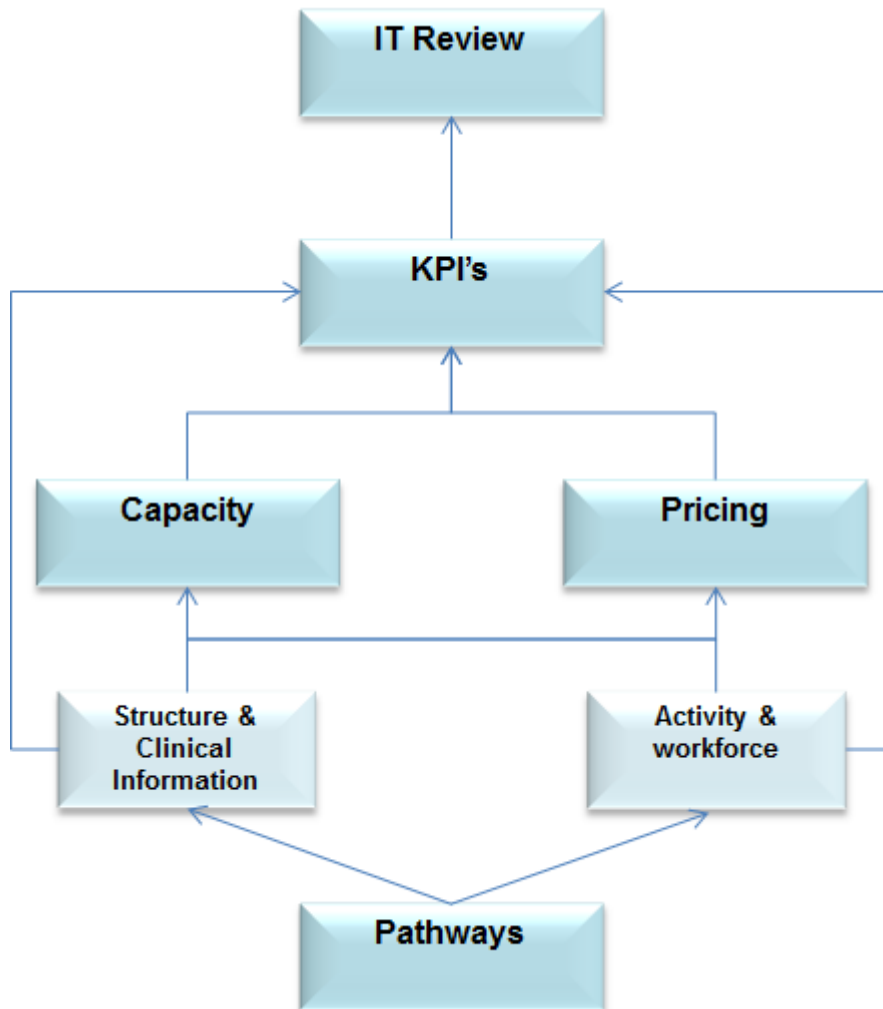 IT Review
KPI’s
Capacity
Pricing
Structure &
Clinical
Information
Activity &
workforce
Pathways